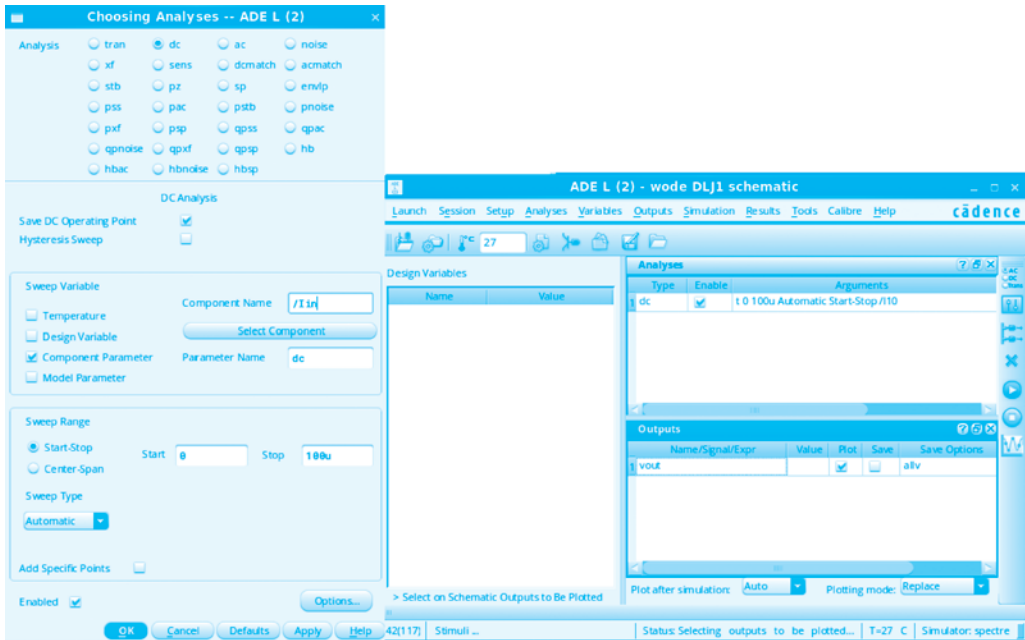 Choosing Analyses -- ADE L (2)
Analysis
tran dc ac noise
xf sens dcmatch acmatch
stb pz sp envlp
pss pac pstb pnoise
pxf psp qpss qpac
qpnoise qpxf qpsp hb
hbac hbnoise hbsp
DC Analysis
Save DC Operating Point
Hysteresis Sweep
Sweep Variable
Temperature
Design Variable
Component Parameter
Model Parameter
Component Name /Iin
Select Component
Parameter Name dc
Sweep Range
Start-Stop
Center-Span
Start 0 Stop 100u
Sweep Type
Automatic
Add Specific Points
Enabled
Options...
OK Cancel Defaults Apply Help
ADE L (2) - wode DLJ1 schematic
Launch Session Setup Analyses Variables Outputs Simulation Results Tools Calibre Help
cādence
°C 27
Design Variables
Name Value
Analyses
Type Enable Arguments
1 dc t 0 100u Automatic Start-Stop /I10
AC
DC
Trans
Outputs
Name/Signal/Expr Value Plot Save Save Options
1 vout allv
> Select on Schematic Outputs to Be Plotted
Plot after simulation: Auto Plotting mode: Replace
42(117) Stimuli ... Status: Selecting outputs to be plotted... T=27 C Simulator: spectre